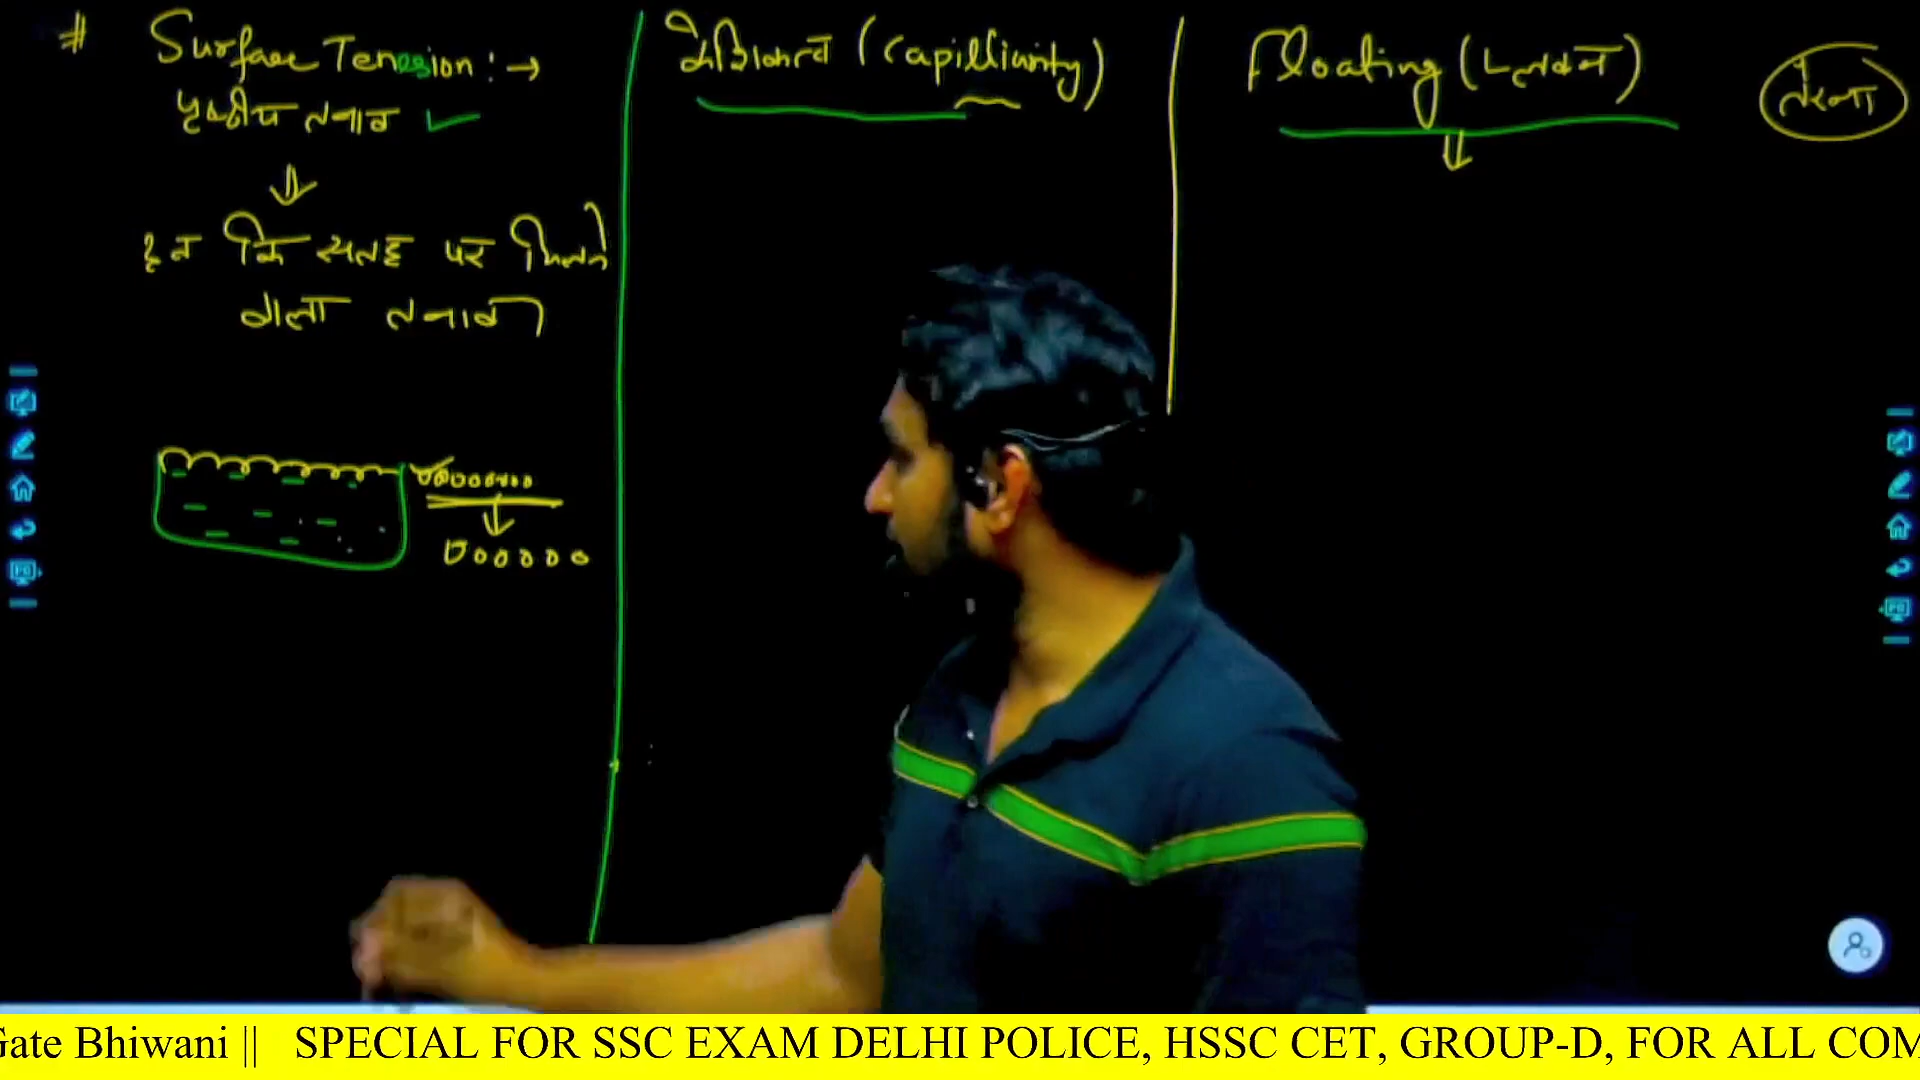 # Surface Tension :→
पृष्ठीय तनाव ✓
द्रव कि सतह पर मिलने
वाला तनाव
केशिकत्व (Capilliarity)
Floating (प्लवन)
तैरना
Gate Bhiwani || SPECIAL FOR SSC EXAM DELHI POLICE, HSSC CET, GROUP-D, FOR ALL COM